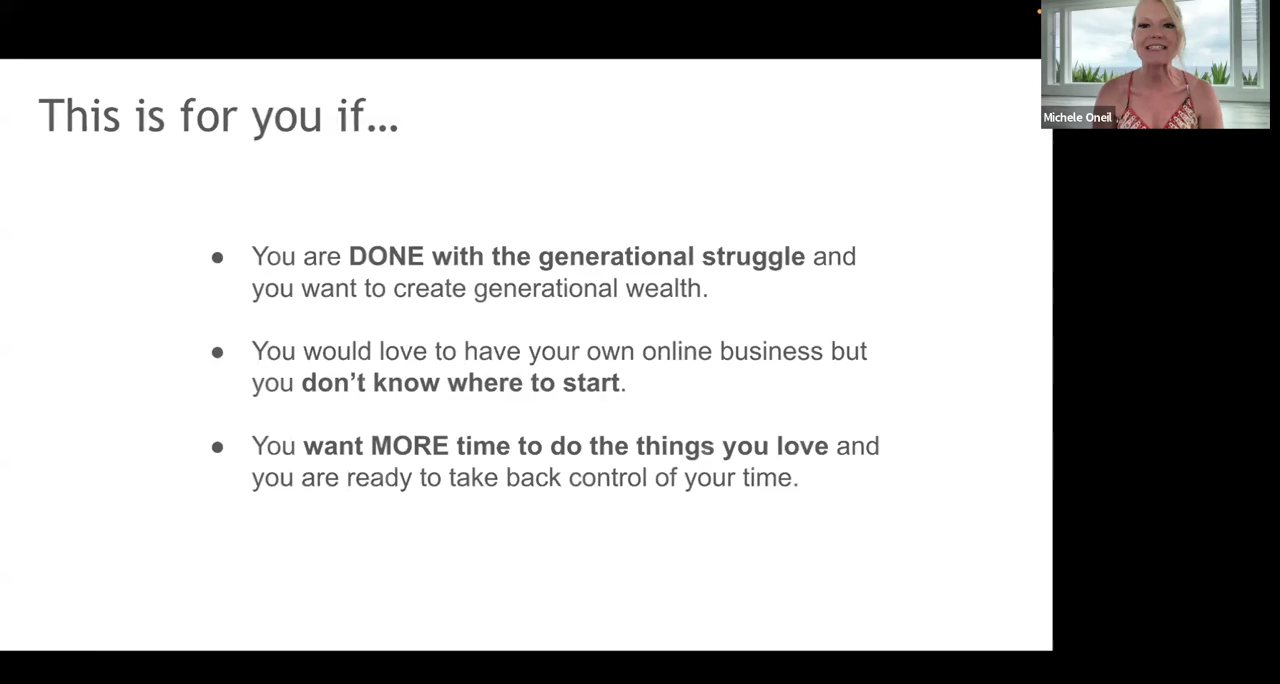 This is for you if…
● You are DONE with the generational struggle and
you want to create generational wealth.
● You would love to have your own online business but
you don’t know where to start.
● You want MORE time to do the things you love and
you are ready to take back control of your time.
Michele Oneil